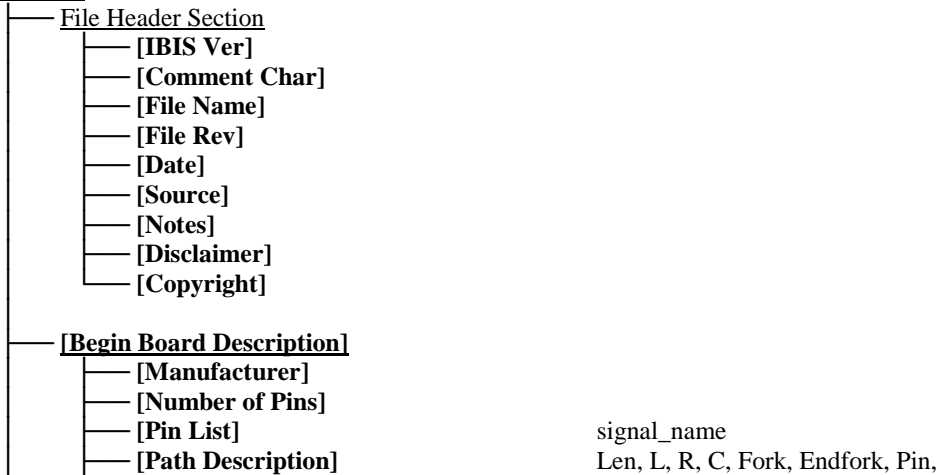 File Header Section
[IBIS Ver]
[Comment Char]
[File Name]
[File Rev]
[Date]
[Source]
[Notes]
[Disclaimer]
[Copyright]
[Begin Board Description]
[Manufacturer]
[Number of Pins]
[Pin List] signal_name
[Path Description] Len, L, R, C, Fork, Endfork, Pin,